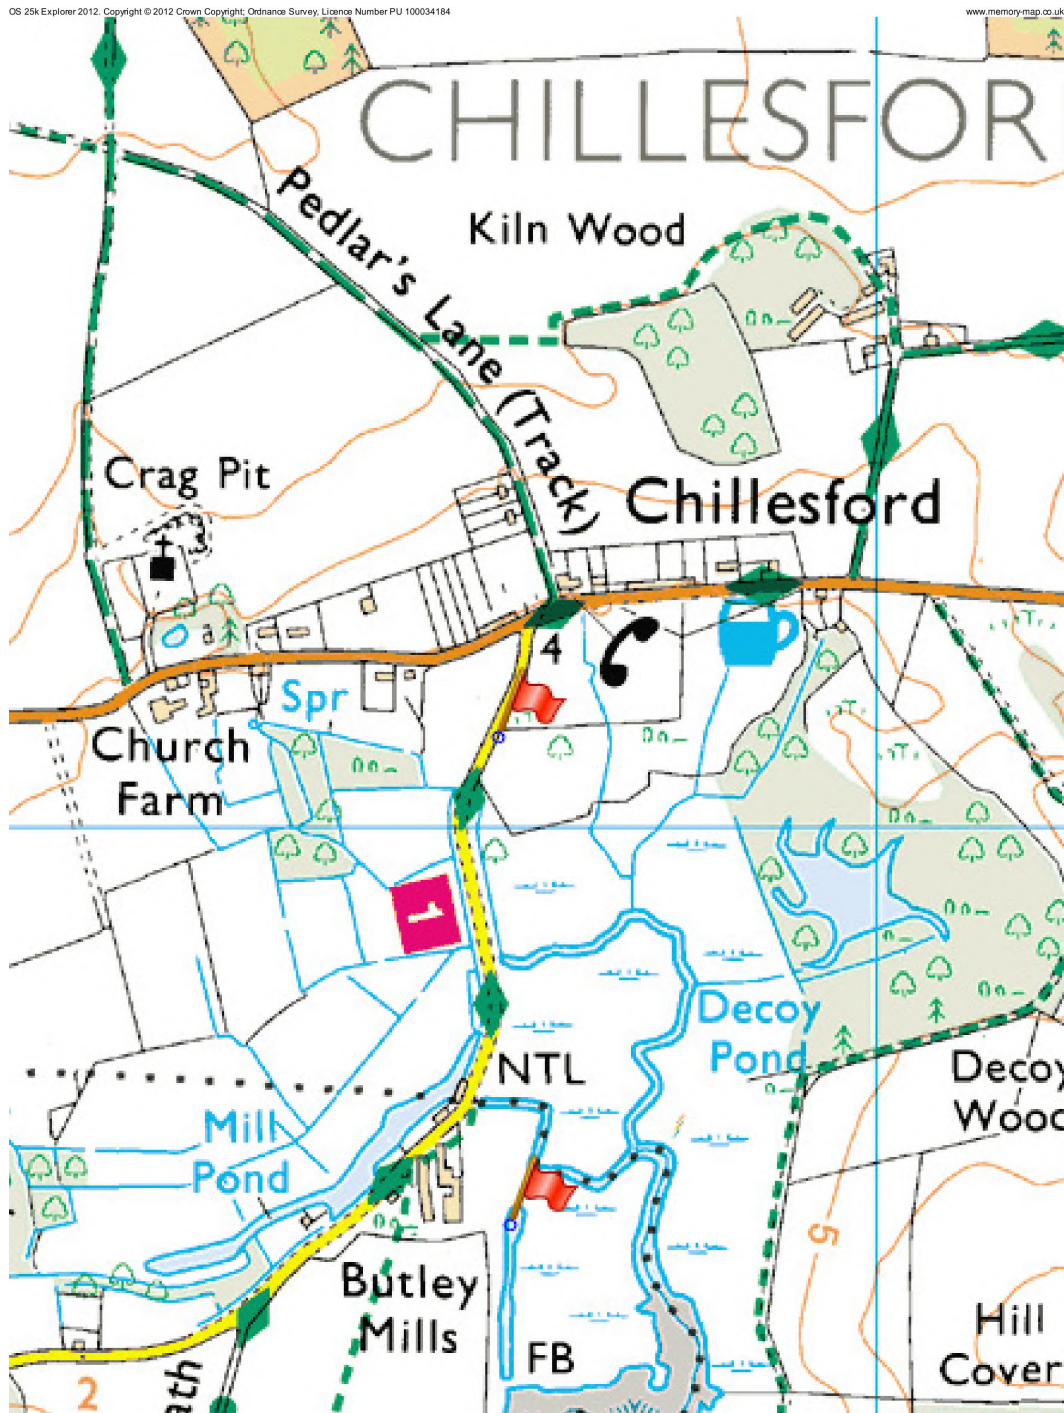 OS 25k Explorer 2012. Copyright © 2012 Crown Copyright; Ordnance Survey, Licence Number PU 100034184
www.memory-map.co.uk
CHILLESFOR
Pedlar's Lane (Track)
Kiln Wood
Crag Pit
Chillesford
4
Spr
Church
Farm
1
Decoy
Pond
NTL
Decoy
Wood
Mill
Pond
5
Butley
Mills
FB
Hill
Cover
ath
2